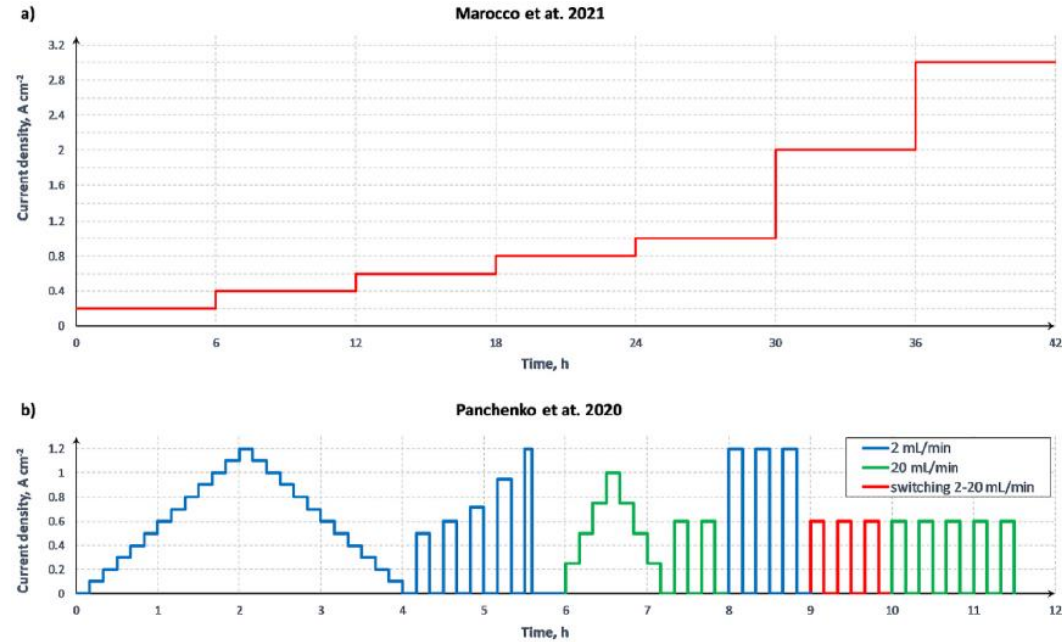 a)
Marocco et at. 2021
Current density, A cm⁻²
3.2
2.8
2.4
2
1.6
1.2
0.8
0.4
0
0 6 12 18 24 30 36 42
Time, h
b)
Panchenko et at. 2020
Current density, A cm⁻²
1.2
1
0.8
0.6
0.4
0.2
0
2 mL/min
20 mL/min
switching 2-20 mL/min
0 1 2 3 4 5 6 7 8 9 10 11 12
Time, h